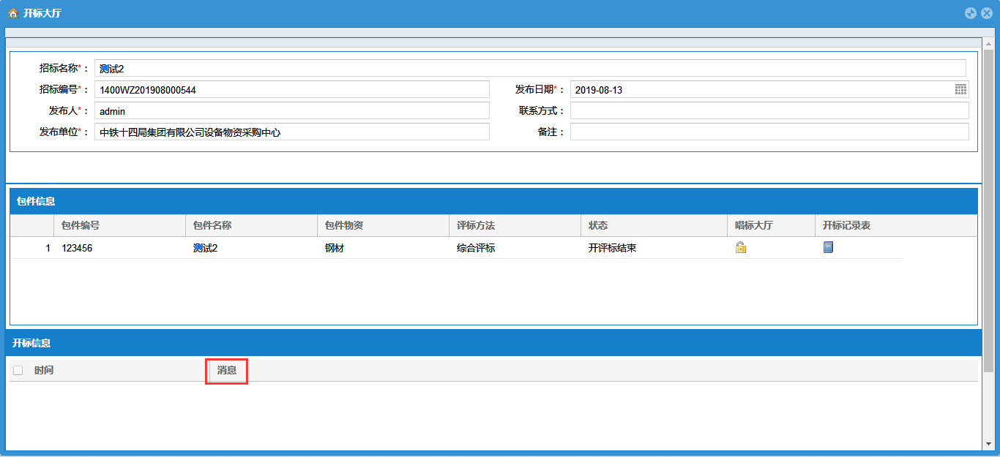 开标大厅
招标名称*： 测试2
招标编号*： 1400WZ201908000544 发布日期*： 2019-08-13
发布人*： admin 联系方式：
发布单位*： 中铁十四局集团有限公司设备物资采购中心 备注：
包件信息
包件编号 包件名称 包件物资 评标方法 状态 唱标大厅 开标记录表
1 123456 测试2 钢材 综合评标 开评标结束
开标信息
时间 消息